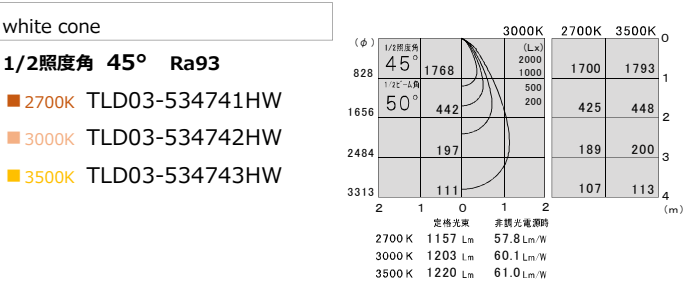 white cone
1/2照度角 45° Ra93
2700K TLD03-534741HW
3000K TLD03-534742HW
3500K TLD03-534743HW
3000K 2700K 3500K
(φ) 1/2照度角 (Lx) 0
45° 2000
828 1768 1000 1700 1793 1
1/2ビーム角 500
50° 200
1656 442 425 448 2
2484 197 189 200 3
3313 111 107 113 4
2 1 0 1 2 (m)
定格光束 非調光電源時
2700K 1157 Lm 57.8 Lm/W
3000K 1203 Lm 60.1 Lm/W
3500K 1220 Lm 61.0 Lm/W